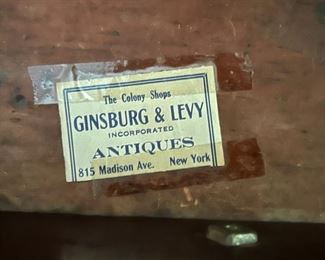 The Colony Shops
GINSBURG & LEVY
INCORPORATED
ANTIQUES
815 Madison Ave. New York